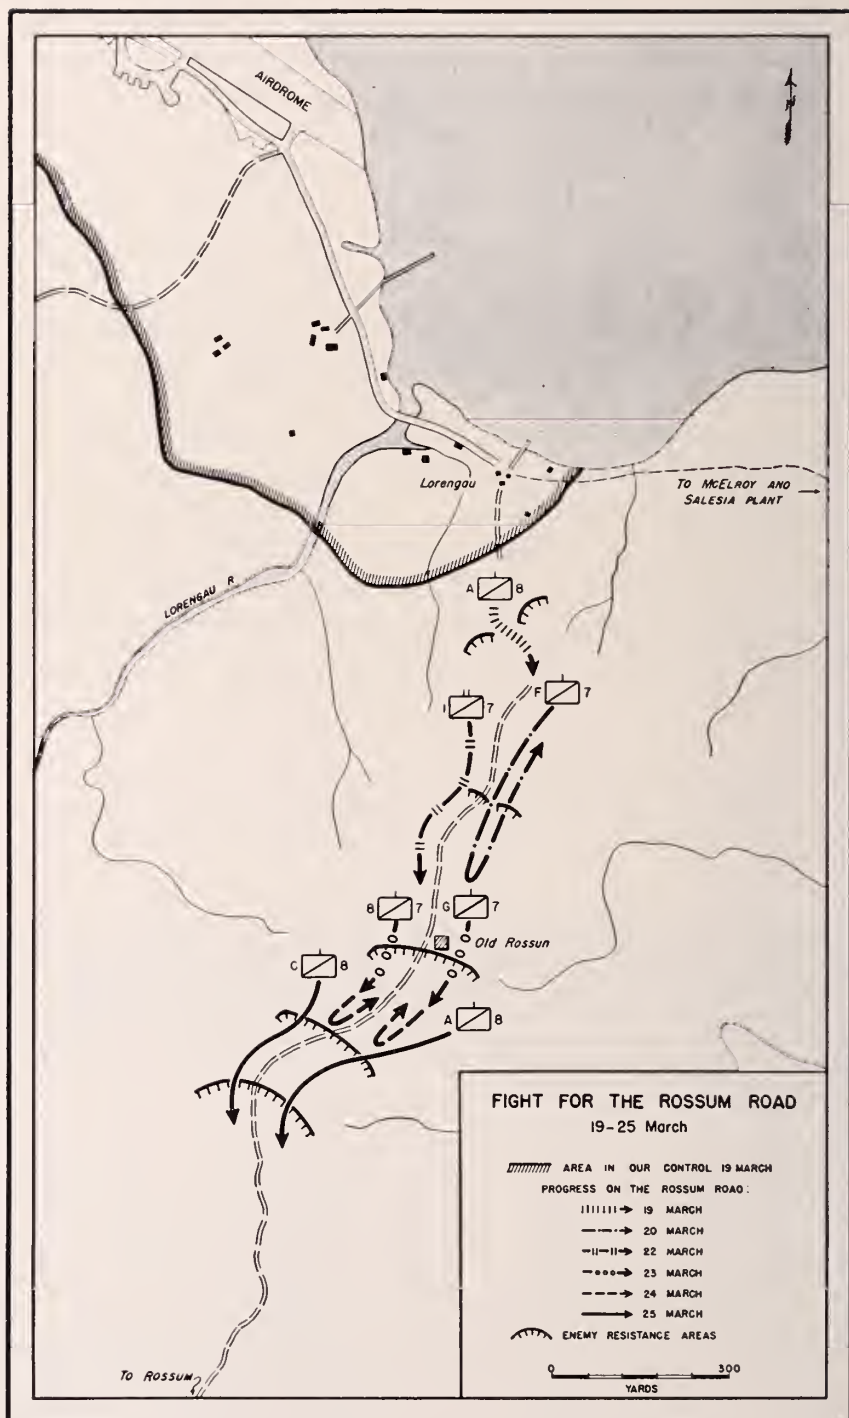 AIRDROME
N
Lorengau
TO McELROY AND
SALESIA PLANT
LORENGAU R
A 8
F 7
I 7
8 7
G 7
Old Rossun
C 8
A 8
FIGHT FOR THE ROSSUM ROAD
19-25 March
AREA IN OUR CONTROL 19 MARCH
PROGRESS ON THE ROSSUM ROAD:
19 MARCH
20 MARCH
22 MARCH
23 MARCH
24 MARCH
25 MARCH
ENEMY RESISTANCE AREAS
0 300
YARDS
TO ROSSUM